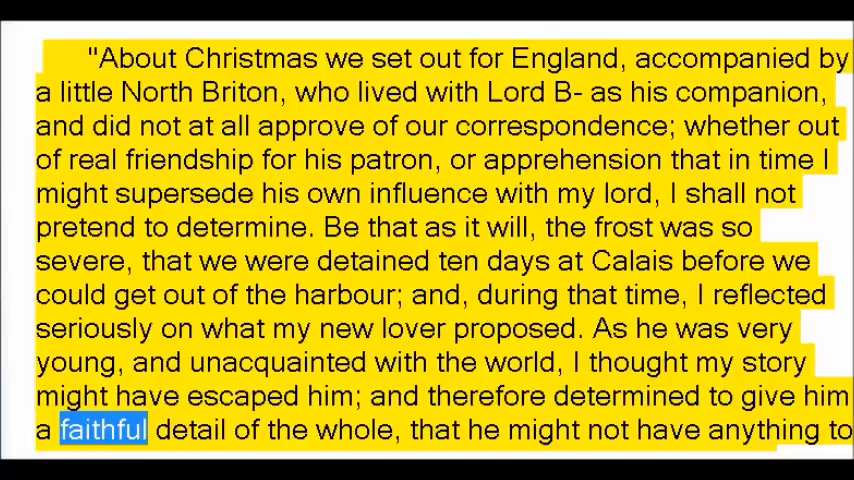 "About Christmas we set out for England, accompanied by
a little North Briton, who lived with Lord B- as his companion,
and did not at all approve of our correspondence; whether out
of real friendship for his patron, or apprehension that in time I
might supersede his own influence with my lord, I shall not
pretend to determine. Be that as it will, the frost was so
severe, that we were detained ten days at Calais before we
could get out of the harbour; and, during that time, I reflected
seriously on what my new lover proposed. As he was very
young, and unacquainted with the world, I thought my story
might have escaped him; and therefore determined to give him
a faithful detail of the whole, that he might not have anything to